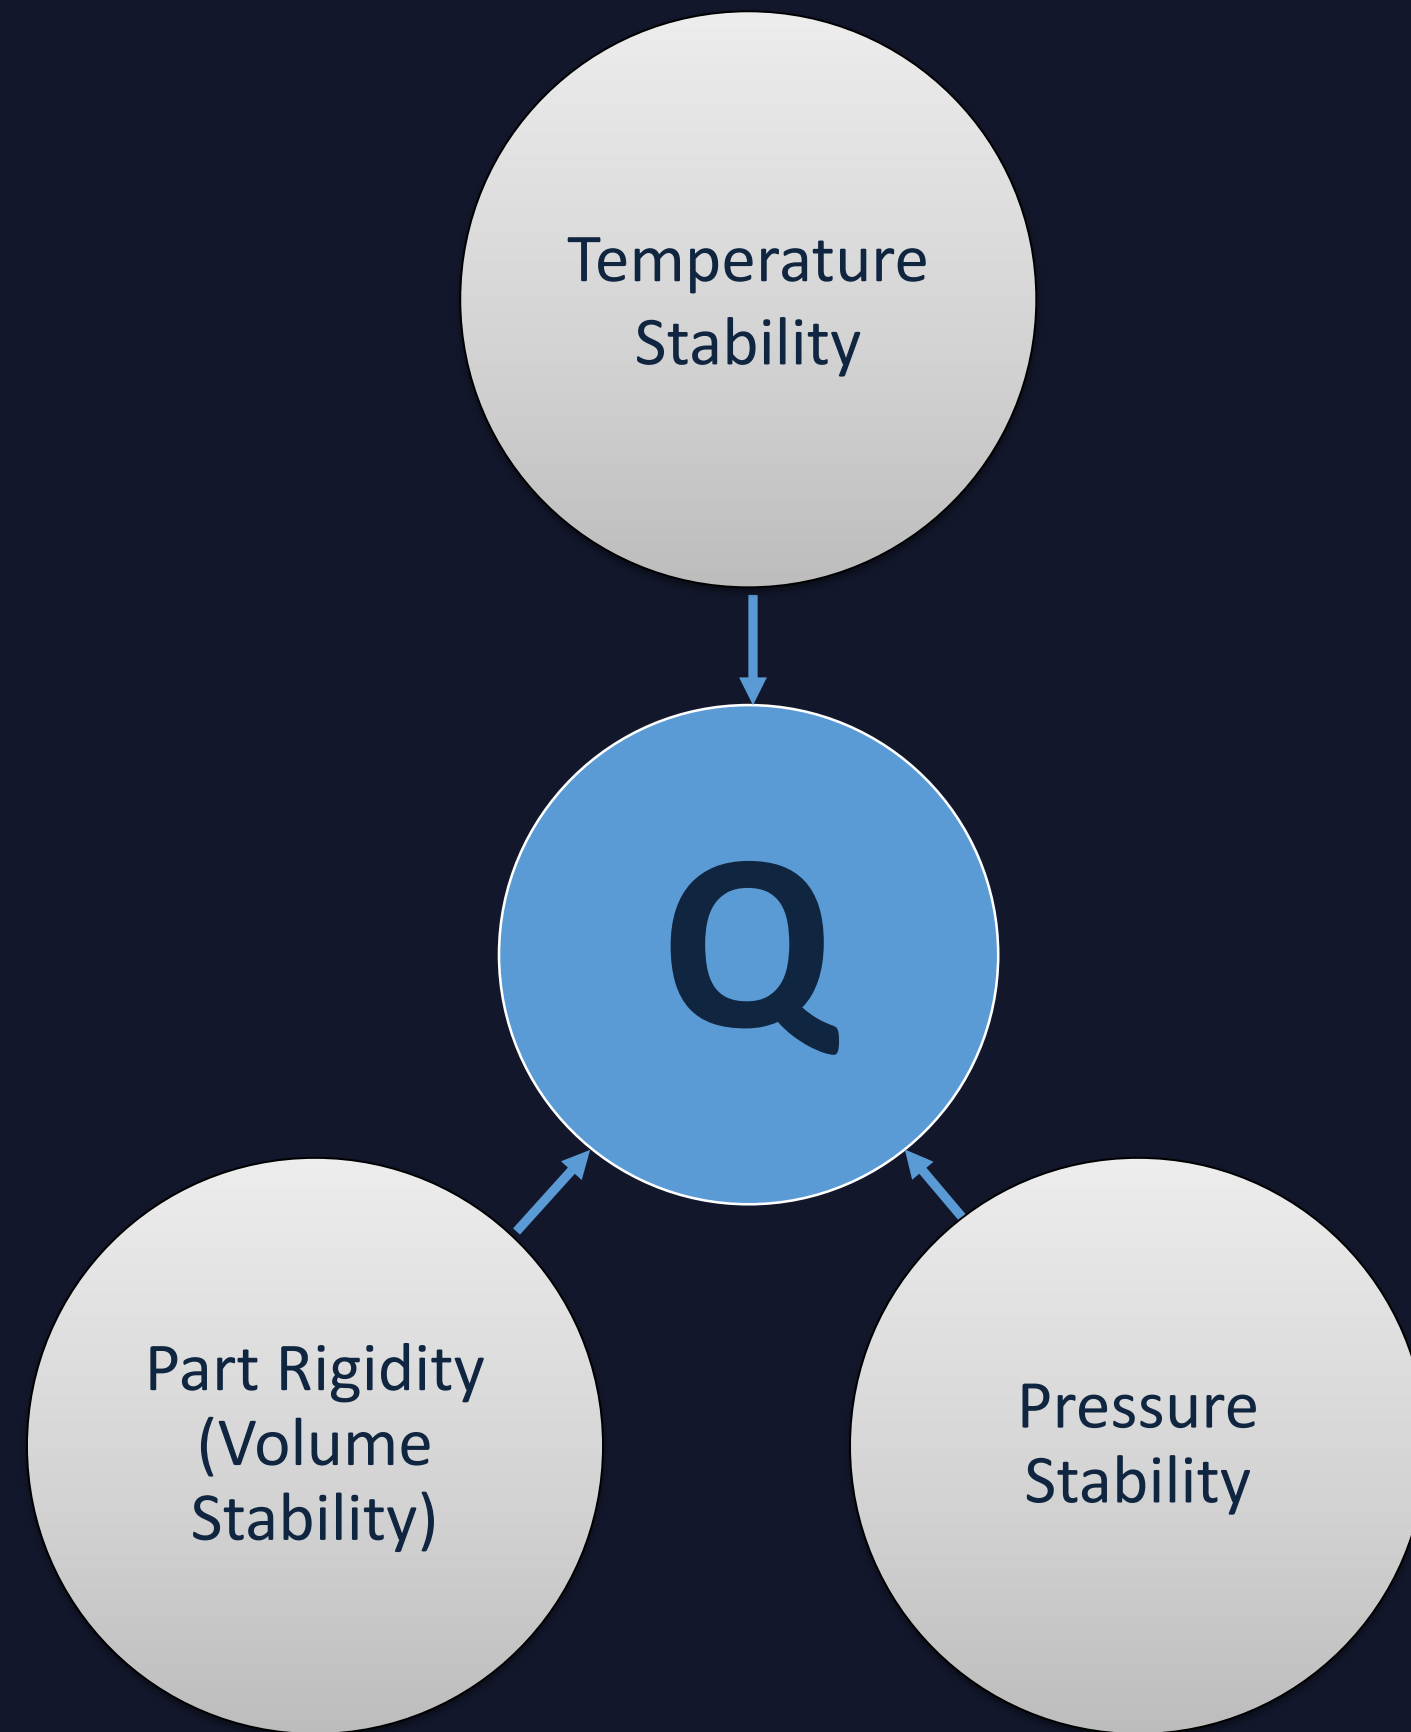 Temperature
Stability
Q
Part Rigidity
(Volume
Stability)
Pressure
Stability